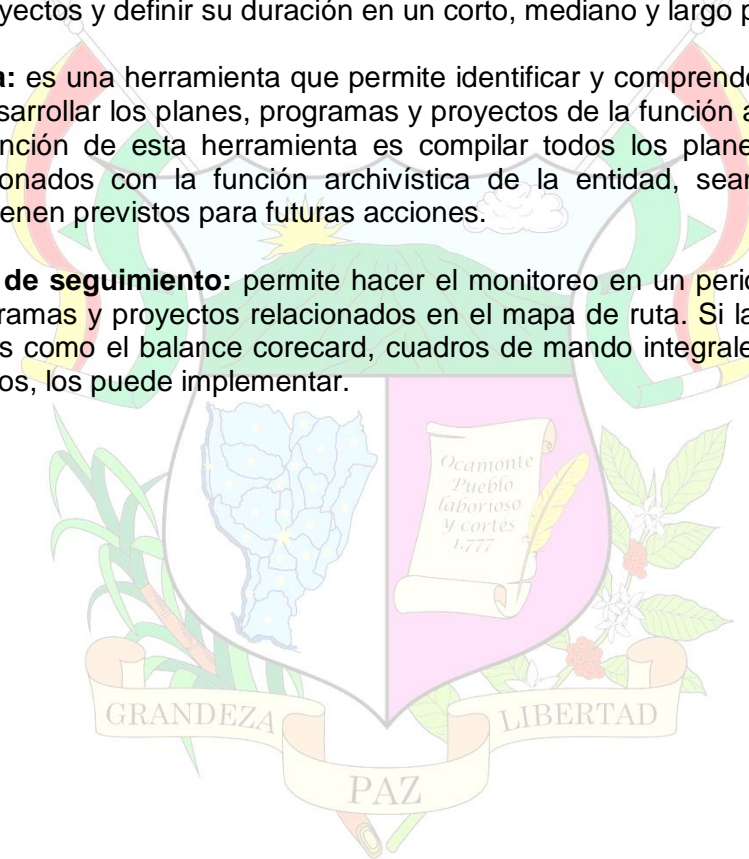 yectos y definir su duración en un corto, mediano y largo p
a: es una herramienta que permite identificar y comprende
sarrollar los planes, programas y proyectos de la función a
nción de esta herramienta es compilar todos los plane
onados con la función archivística de la entidad, sear
enen previstos para futuras acciones.
de seguimiento: permite hacer el monitoreo en un peri
ramas y proyectos relacionados en el mapa de ruta. Si la
s como el balance corecard, cuadros de mando integrale
os, los puede implementar.
Ocamonte
Pueblo
laborioso
y cortés
1.777
GRANDEZA
LIBERTAD
PAZ